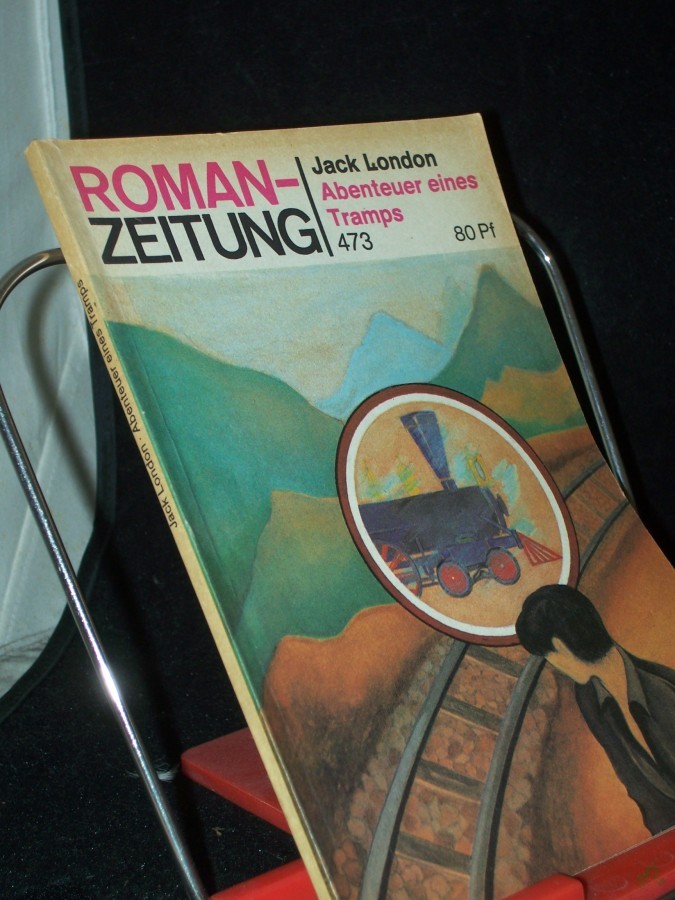 ROMAN-
ZEITUNG
Jack London
Abenteuer eines
Tramps
473
80 Pf
Jack London · Abenteuer eines Tramps